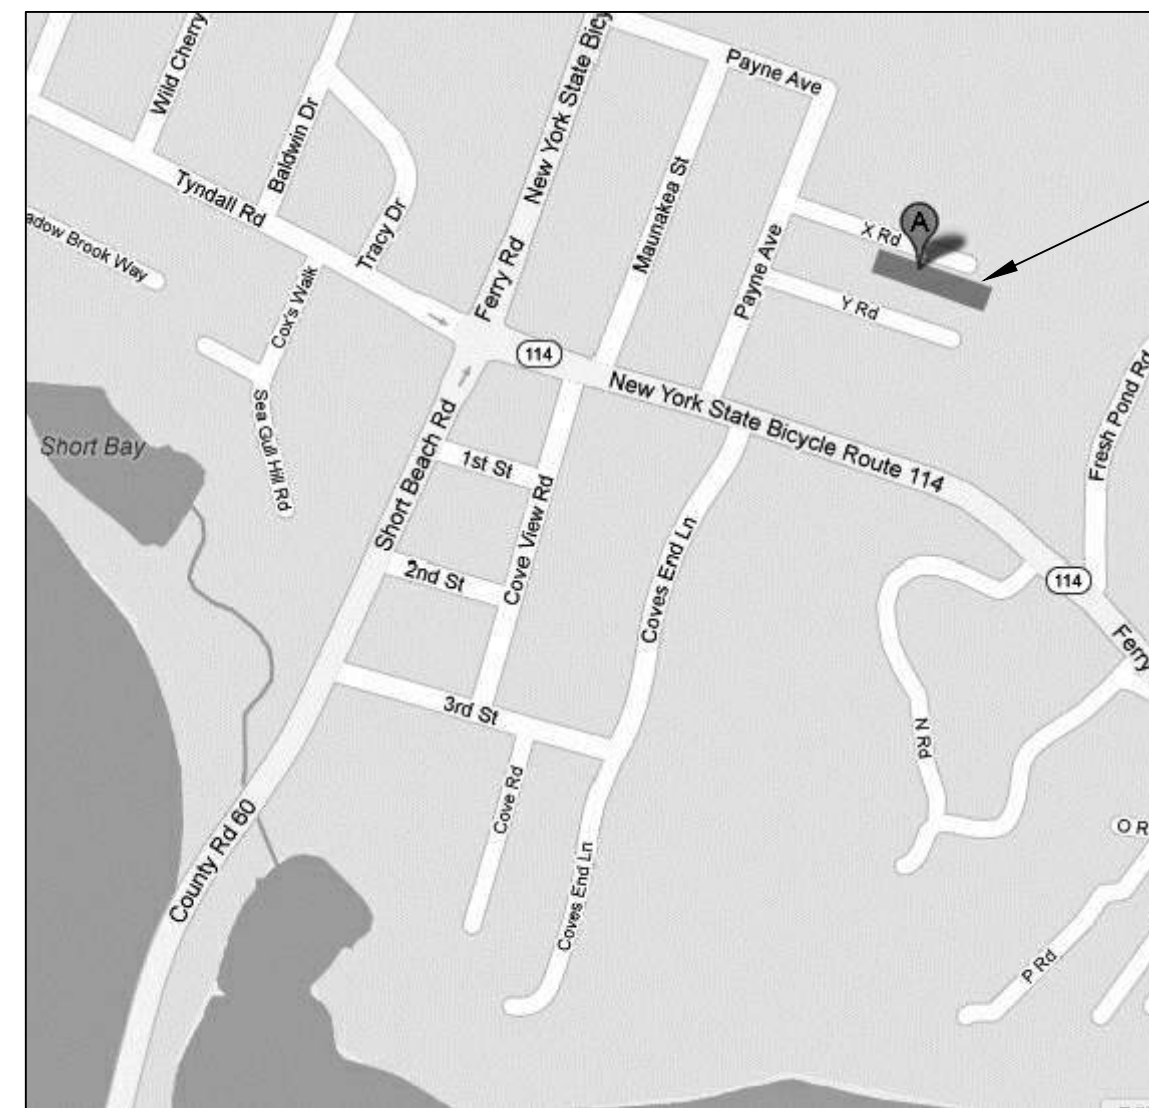 Wild Cherry
Baldwin Dr
Tyndall Rd
Tracy Dr
adow Brook Way
Cox's Walk
Sea Gull Hill Rd
Short Bay
New York State Bicy
Ferry Rd
Maunakea St
Payne Ave
Payne Ave
X Rd
A
Y Rd
114
New York State Bicycle Route 114
Short Beach Rd
1st St
2nd St
3rd St
Cove View Rd
Coves End Ln
Fresh Pond Rd
114
Ferry
N Rd
O R
P Rd
Cove Rd
Coves End Ln
County Rd 60